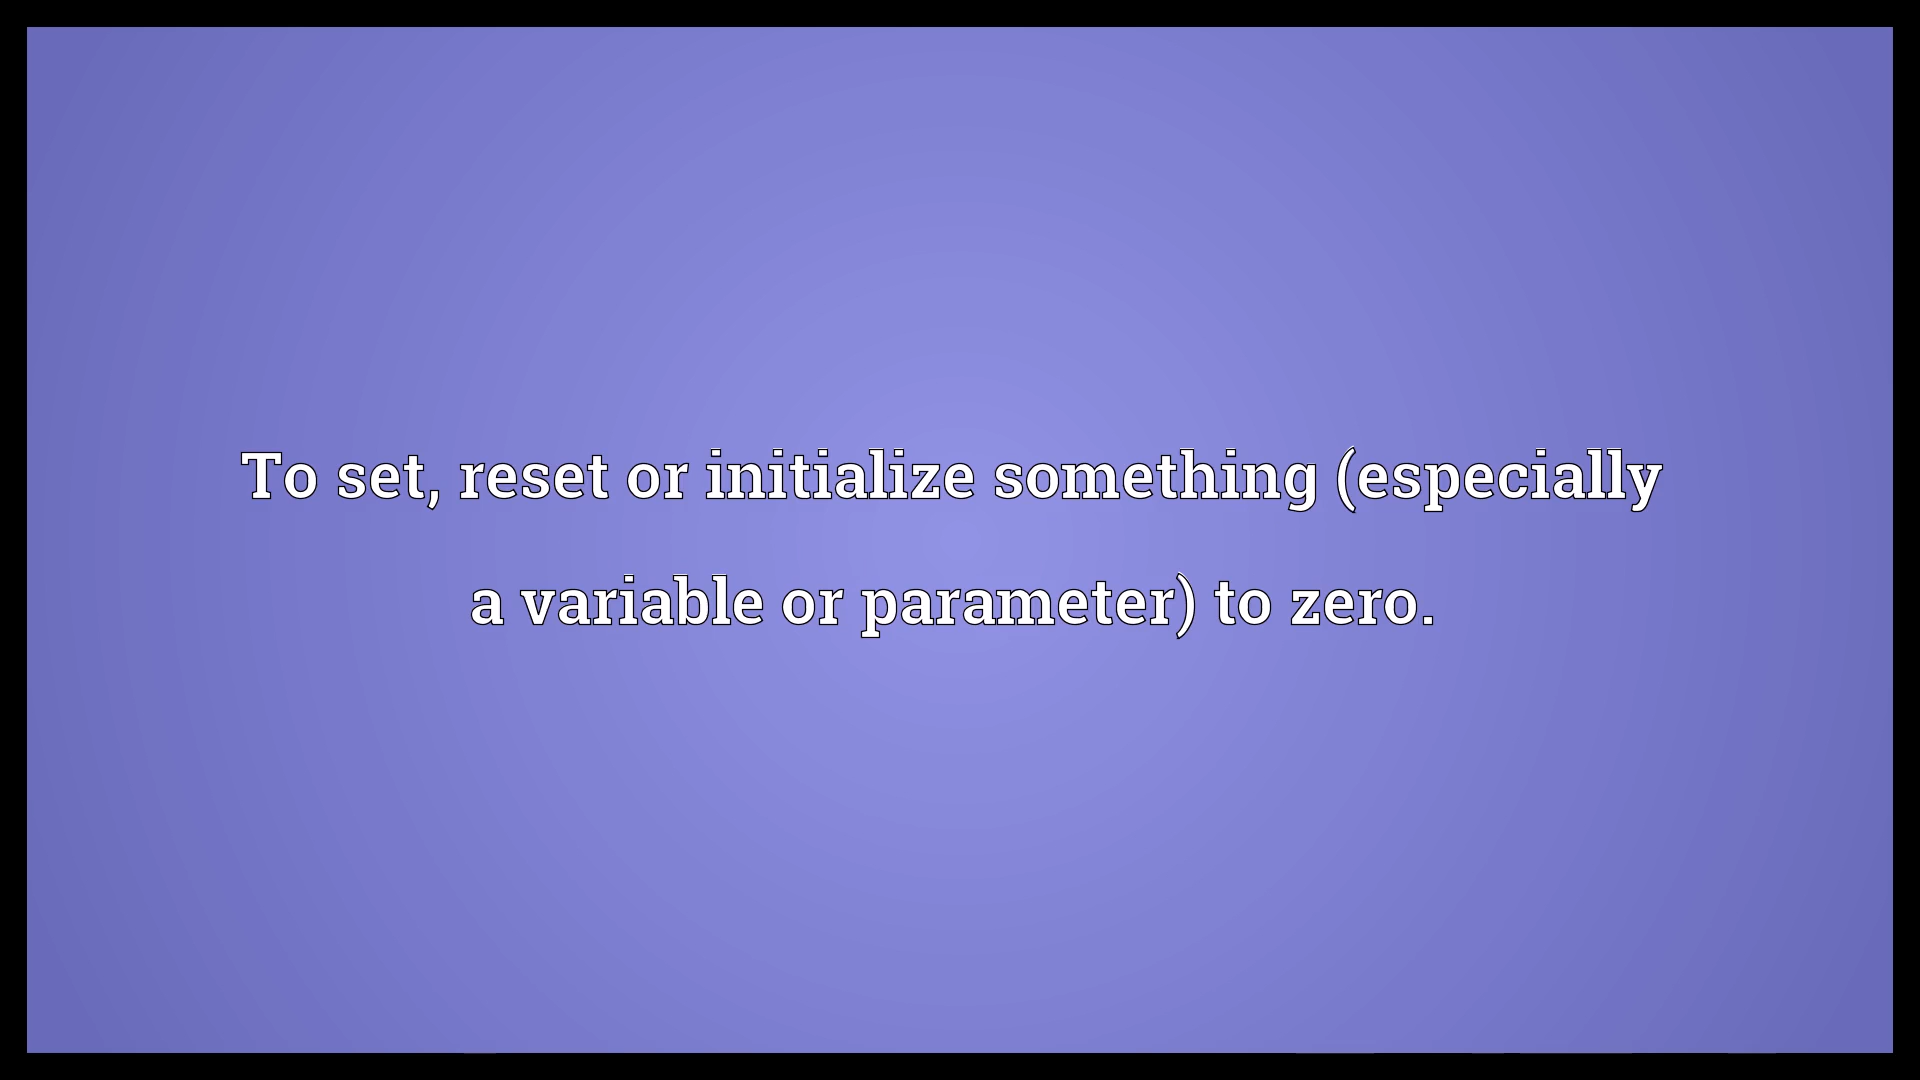 To set, reset or initialize something (especially
a variable or parameter) to zero.